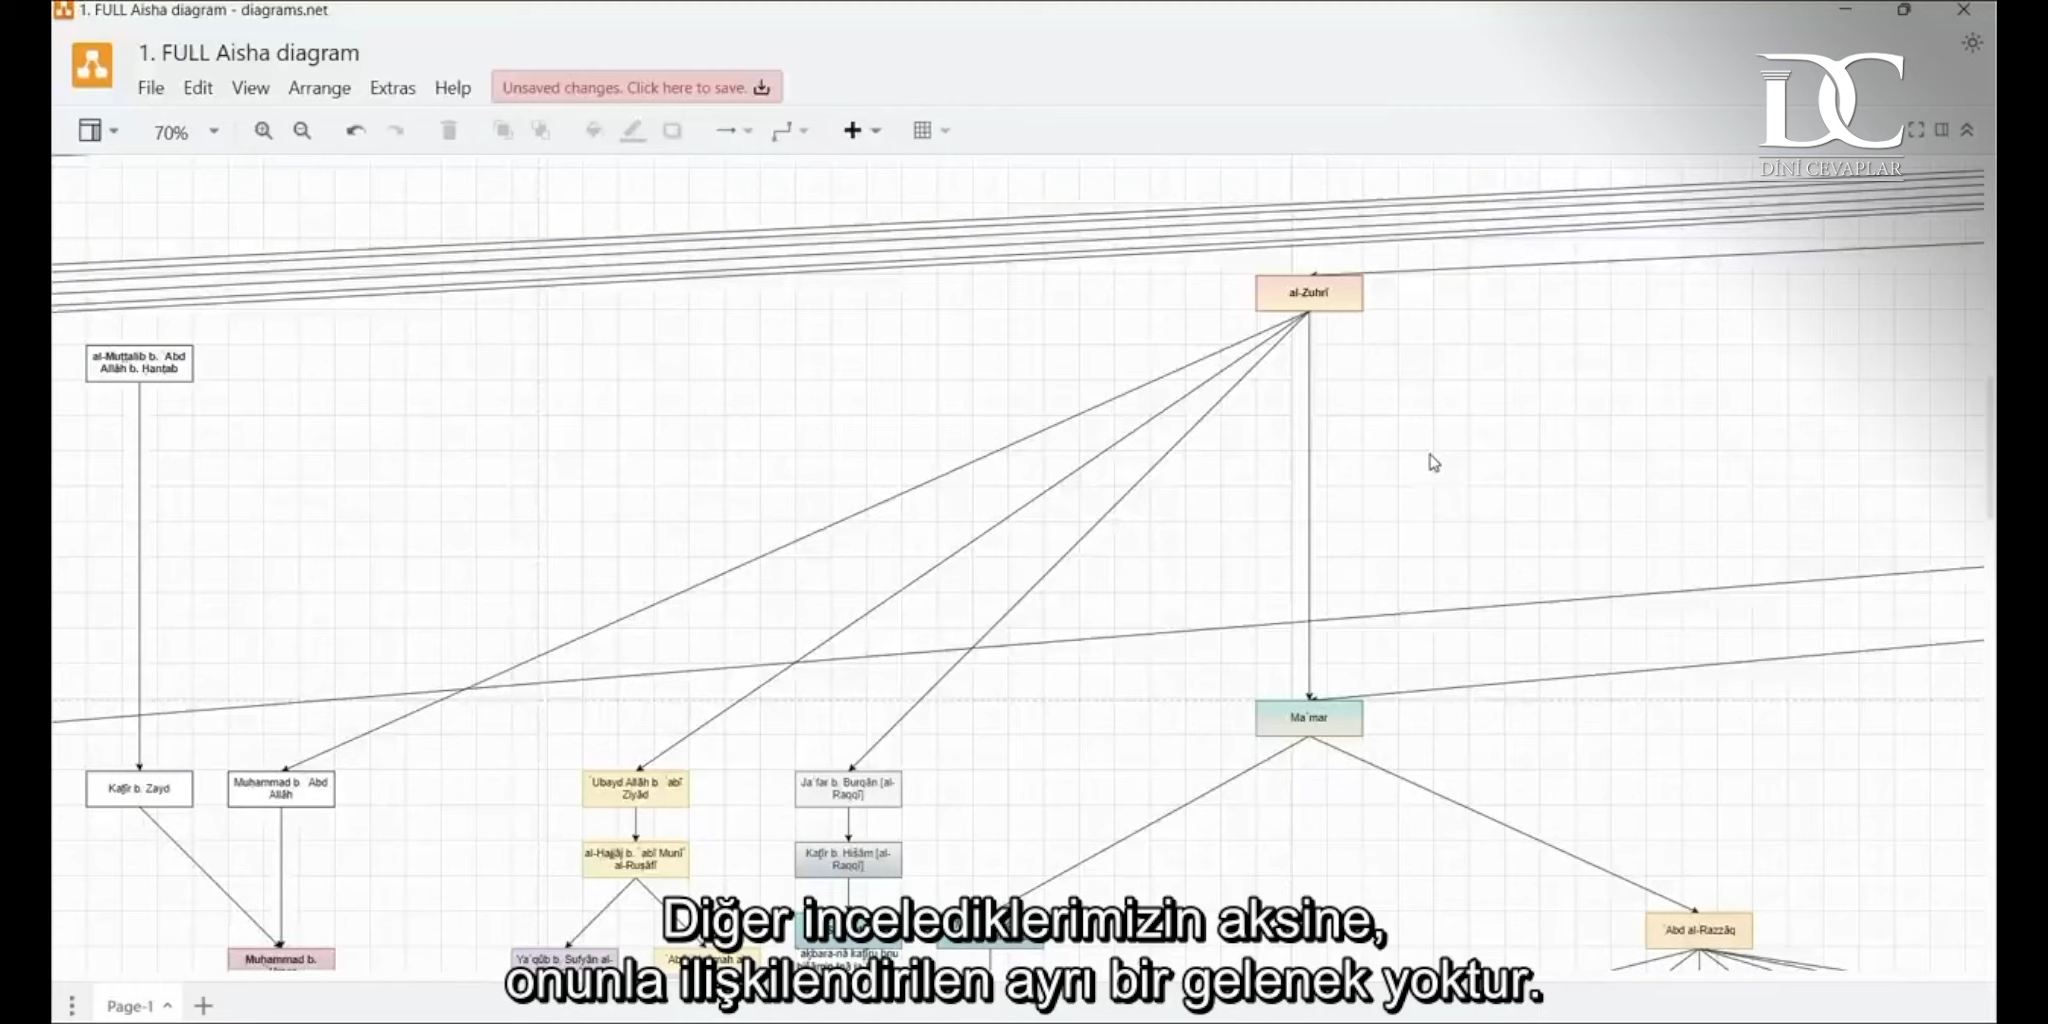 1. FULL Aisha diagram - diagrams.net
1. FULL Aisha diagram
File Edit View Arrange Extras Help
Unsaved changes. Click here to save.
70%
DC
DİNİ CEVAPLAR
al-Zuhrī
al-Muṭṭalib b. ʿAbd
Allāh b. Ḥanṭab
Maʿmar
Kaṯīr b. Zayd
Muḥammad b. ʿAbd
Allāh
ʿUbayd Allāh b. ʾabī
Ziyād
Jaʿfar b. Burqān [al-
Raqqī]
al-Ḥajjāj b. ʾabī Munīʿ
al-Ruṣāfī
Kaṯīr b. Hišām [al-
Raqqī]
ʿAbd al-Razzāq
Muḥammad b.
Yaʿqūb b. Sufyān al-
Diğer incelediklerimizin aksine,
onunla ilişkilendirilen ayrı bir gelenek yoktur.
Page-1